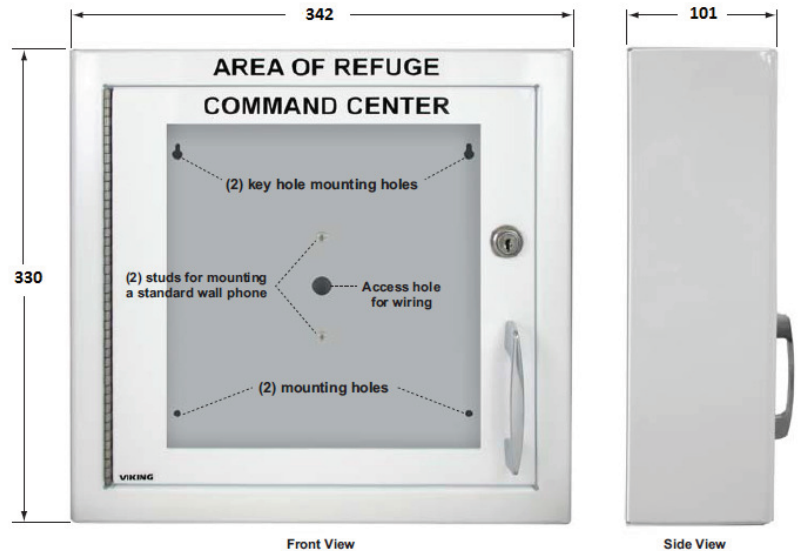 342
101
AREA OF REFUGE
COMMAND CENTER
(2) key hole mounting holes
330
(2) studs for mounting
a standard wall phone
Access hole
for wiring
(2) mounting holes
VIKING
Front View
Side View